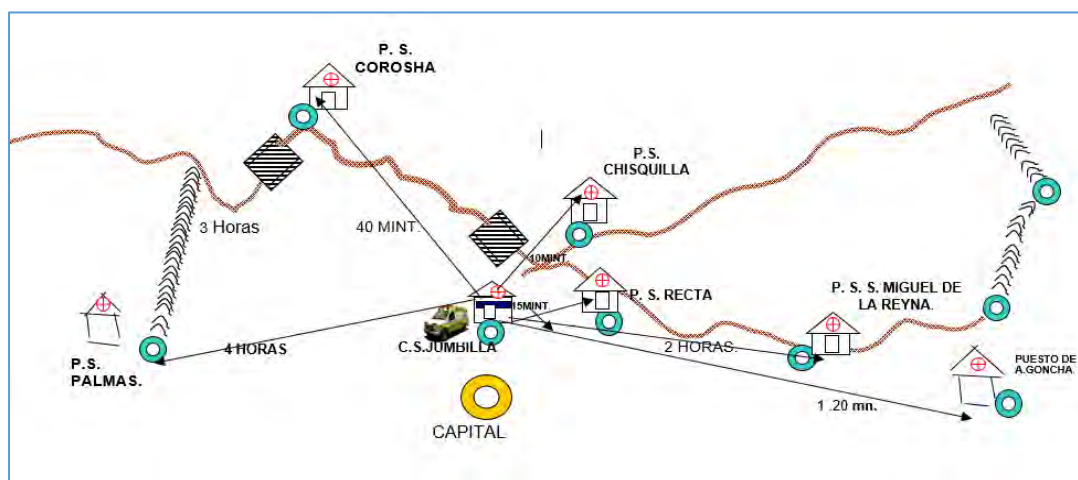 P. S.
COROSHA
P.S.
CHISQUILLA
3 Horas
40 MINT.
10MINT
P. S. RECTA
P. S. S. MIGUEL DE
LA REYNA.
15MINT
C.S.JUMBILLA
2 HORAS.
4 HORAS
P.S.
PALMAS.
PUESTO DE
A.GONCHA.
1 .20 mn.
CAPITAL